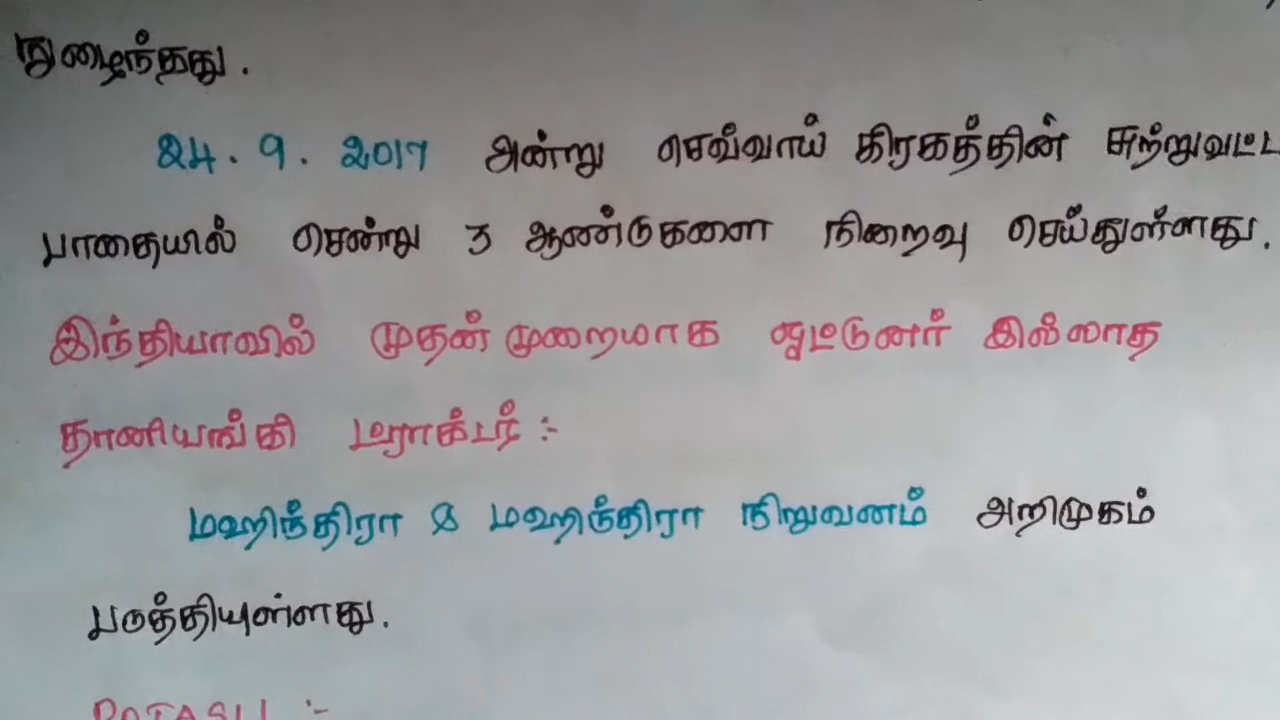 நுழைந்தது.
24.9.2017 அன்று செவ்வாய் கிரகத்தின் சுற்றுவட்ட
பாதையில் சென்று 3 ஆண்டுகளை நிறைவு செய்துள்ளது.
இந்தியாவில் முதன்முறைமாக ஓட்டுனர் இல்லாத
தானியங்கி டிராக்டர் :-
மஹிந்திரா & மஹிந்திரா நிறுவனம் அறிமுகம்
படுத்தியுள்ளது.